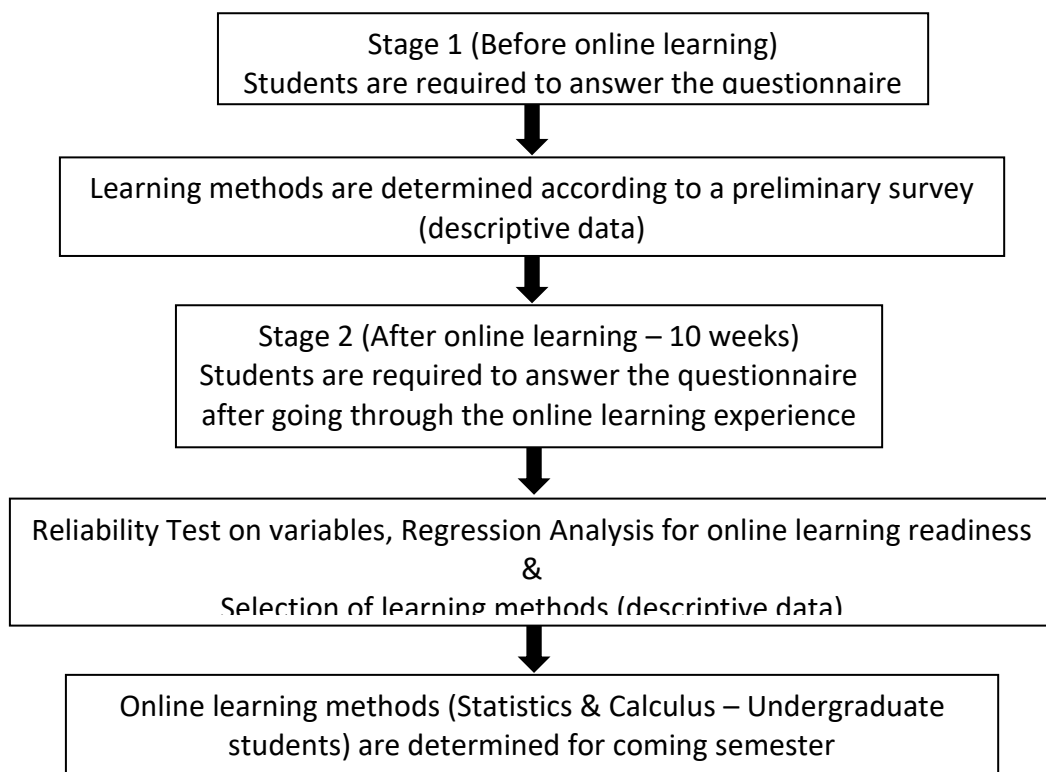 Stage 1 (Before online learning)
Students are required to answer the questionnaire
Learning methods are determined according to a preliminary survey
(descriptive data)
Stage 2 (After online learning – 10 weeks)
Students are required to answer the questionnaire
after going through the online learning experience
Reliability Test on variables, Regression Analysis for online learning readiness
&
Selection of learning methods (descriptive data)
Online learning methods (Statistics & Calculus – Undergraduate
students) are determined for coming semester